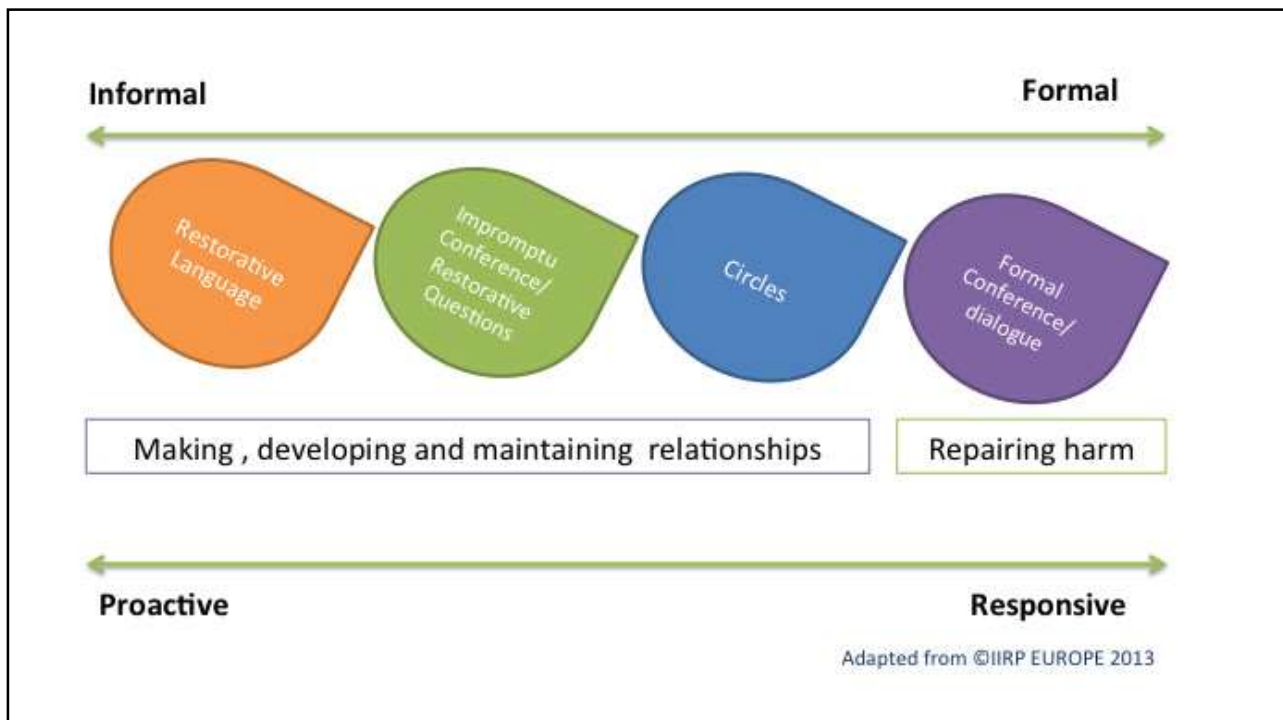 Informal
Formal
Restorative
Language
Impromptu
Conference/
Restorative
Questions
Circles
Formal
Conference/
dialogue
Making , developing and maintaining relationships
Repairing harm
Proactive
Responsive
Adapted from ©IIRP EUROPE 2013